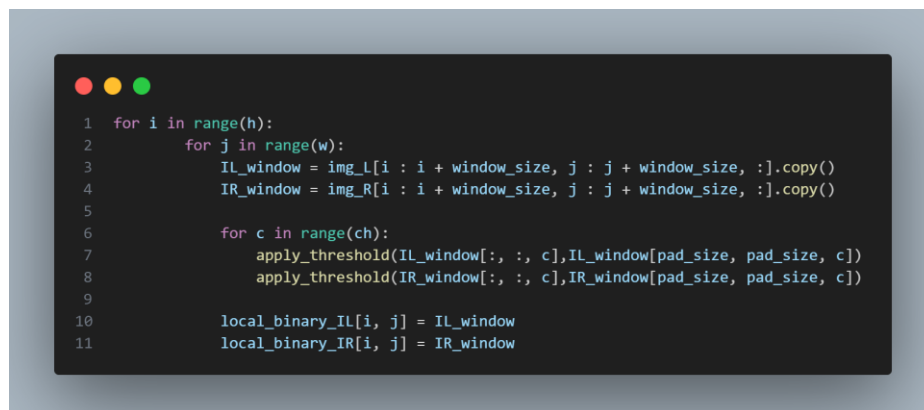 1 for i in range(h):
2 for j in range(w):
3 IL_window = img_L[i : i + window_size, j : j + window_size, :].copy()
4 IR_window = img_R[i : i + window_size, j : j + window_size, :].copy()
5
6 for c in range(ch):
7 apply_threshold(IL_window[:, :, c],IL_window[pad_size, pad_size, c])
8 apply_threshold(IR_window[:, :, c],IR_window[pad_size, pad_size, c])
9
10 local_binary_IL[i, j] = IL_window
11 local_binary_IR[i, j] = IR_window